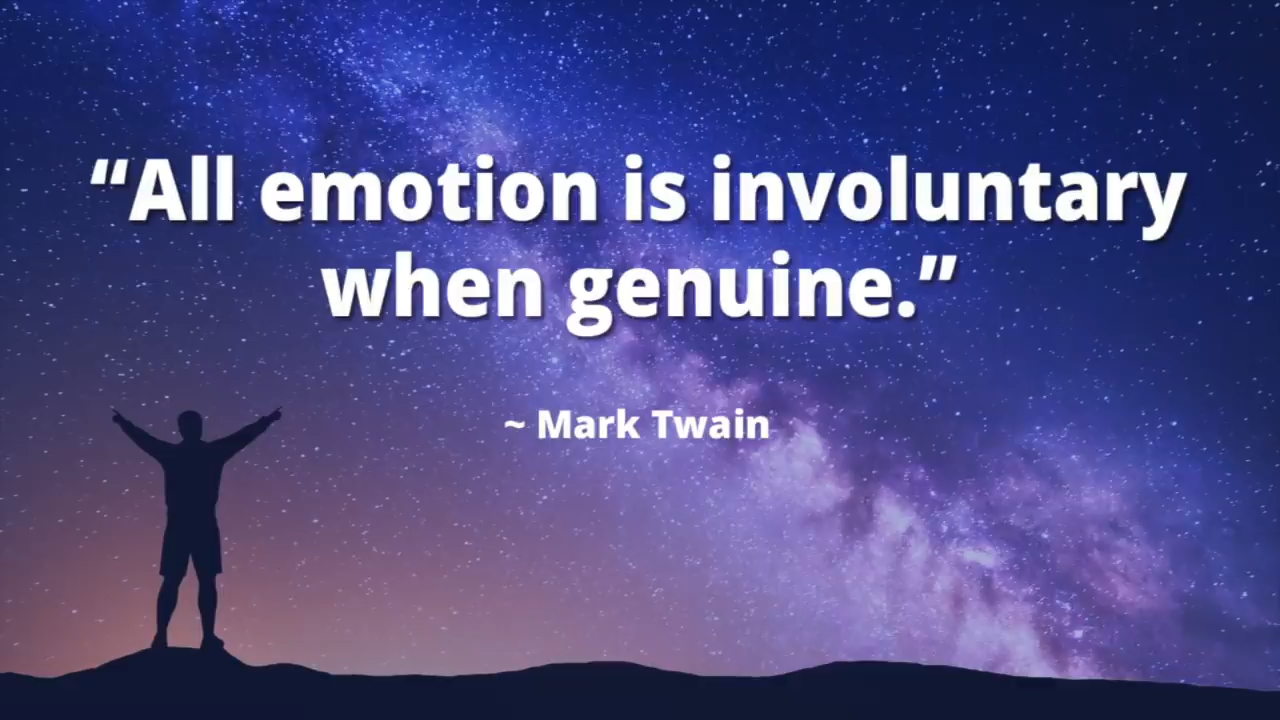 “All emotion is involuntary
when genuine.”
~ Mark Twain